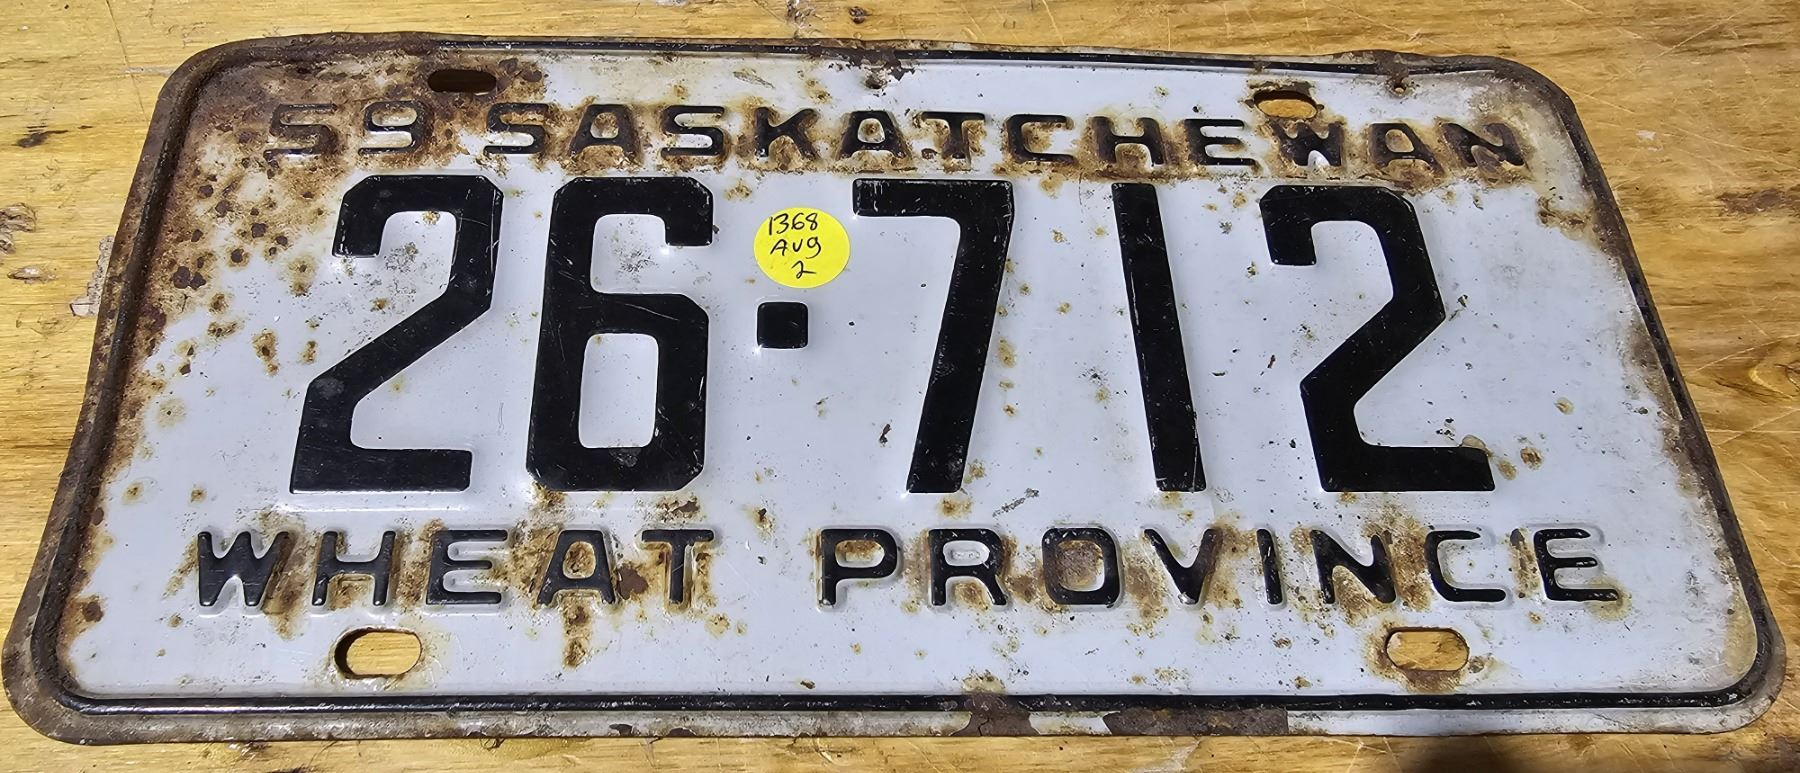 59 SASKATCHEWAN
26·712
1368
AUG
2
WHEAT PROVINCE